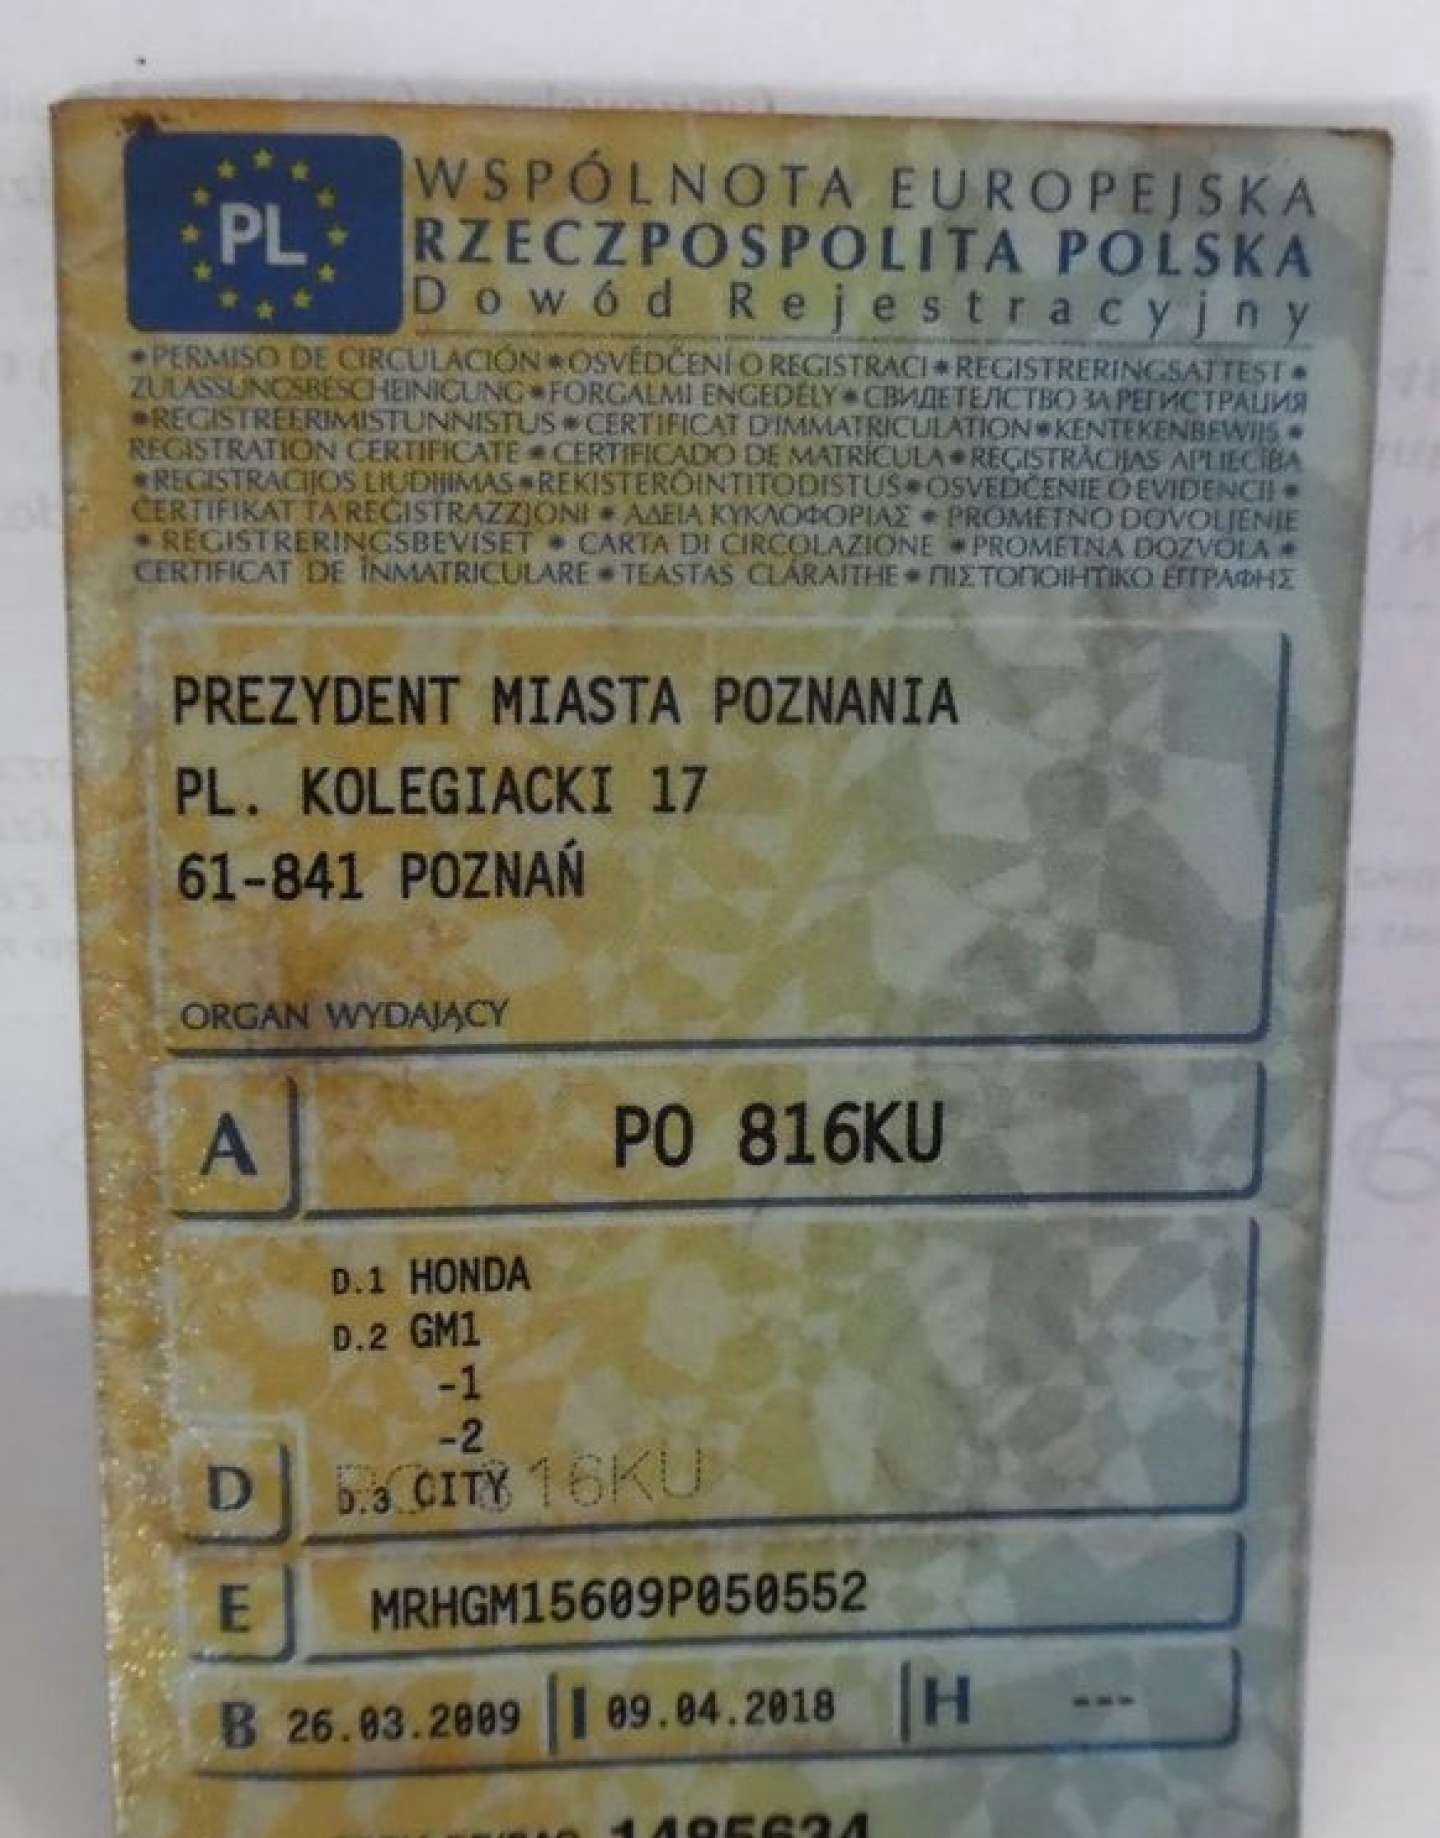 PL
WSPÓLNOTA EUROPEJSKA
RZECZPOSPOLITA POLSKA
Dowód Rejestracyjny
*PERMISO DE CIRCULACIÓN*OSVĚDČENÍ O REGISTRACI*REGISTRERINGSATTEST*
ZULASSUNGSBESCHEINIGUNG*FORGALMI ENGEDÉLY*СВИДЕТЕЛСТВО ЗА РЕГИСТРАЦИЯ
*REGISTREERIMISTUNNISTUS*CERTIFICAT D'IMMATRICULATION*KENTEKENBEWIJS*
REGISTRATION CERTIFICATE*CERTIFICADO DE MATRÍCULA*REĢISTRĀCIJAS APLIECĪBA
*REGISTRACIJOS LIUDIJIMAS*REKISTERÖINTITODISTUS*OSVEDČENIE O EVIDENCII*
ĊERTIFIKAT TA REĠISTRAZZJONI*ΑΔΕΙΑ ΚΥΚΛΟΦΟΡΙΑΣ*PROMETNO DOVOLJENJE
*REGISTRERINGSBEVISET*CARTA DI CIRCOLAZIONE*PROMETNA DOZVOLA*
CERTIFICAT DE ÎNMATRICULARE*TEASTAS CLÁRAITHE*ΠΙΣΤΟΠΟΙΗΤΙΚΟ ΕΓΓΡΑΦΗΣ
PREZYDENT MIASTA POZNANIA
PL. KOLEGIACKI 17
61-841 POZNAŃ
ORGAN WYDAJĄCY
A PO 816KU
D.1 HONDA
D.2 GM1
-1
-2
D D.3 CITY
PO 816KU
E MRHGM15609P050552
B 26.03.2009 I 09.04.2018 H ---
1485634